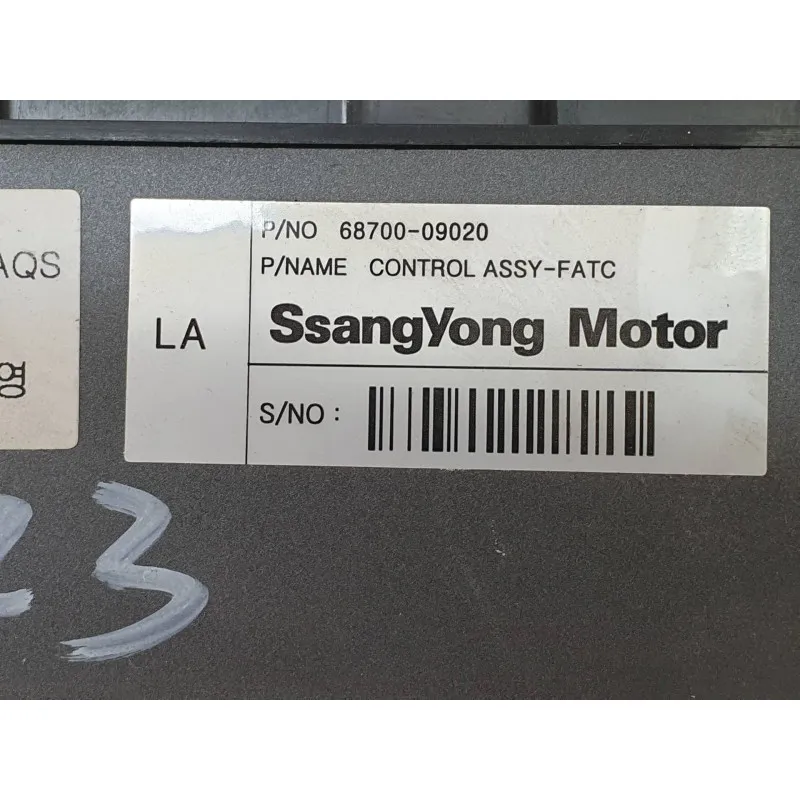 AQS
P/NO 68700-09020
P/NAME CONTROL ASSY-FATC
LA
SsangYong Motor
S/NO :
23